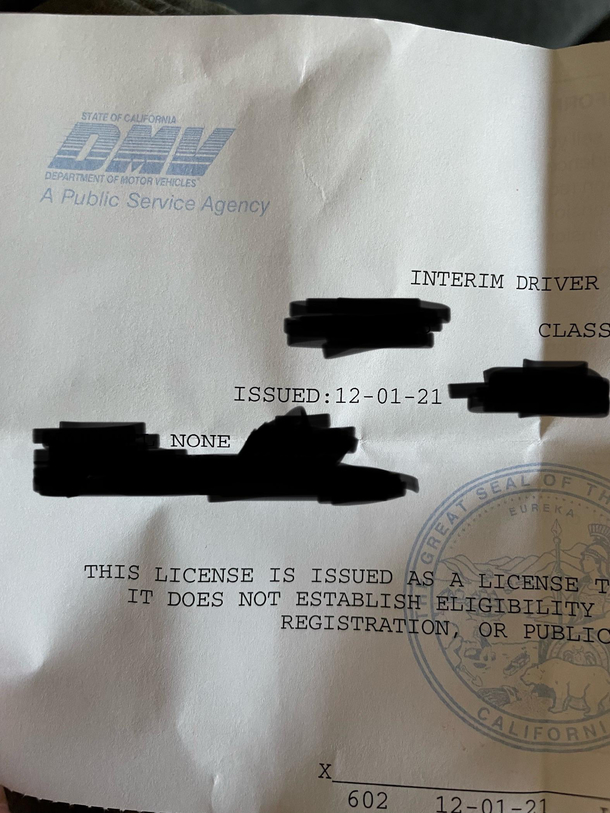 STATE OF CALIFORNIA
DMV
DEPARTMENT OF MOTOR VEHICLES
A Public Service Agency
INTERIM DRIVER
CLASS
ISSUED:12-01-21
NONE
GREAT SEAL OF TH
EUREKA
THIS LICENSE IS ISSUED AS A LICENSE T
IT DOES NOT ESTABLISH ELIGIBILITY
REGISTRATION, OR PUBLIC
CALIFORNI
X
602 12-01-21